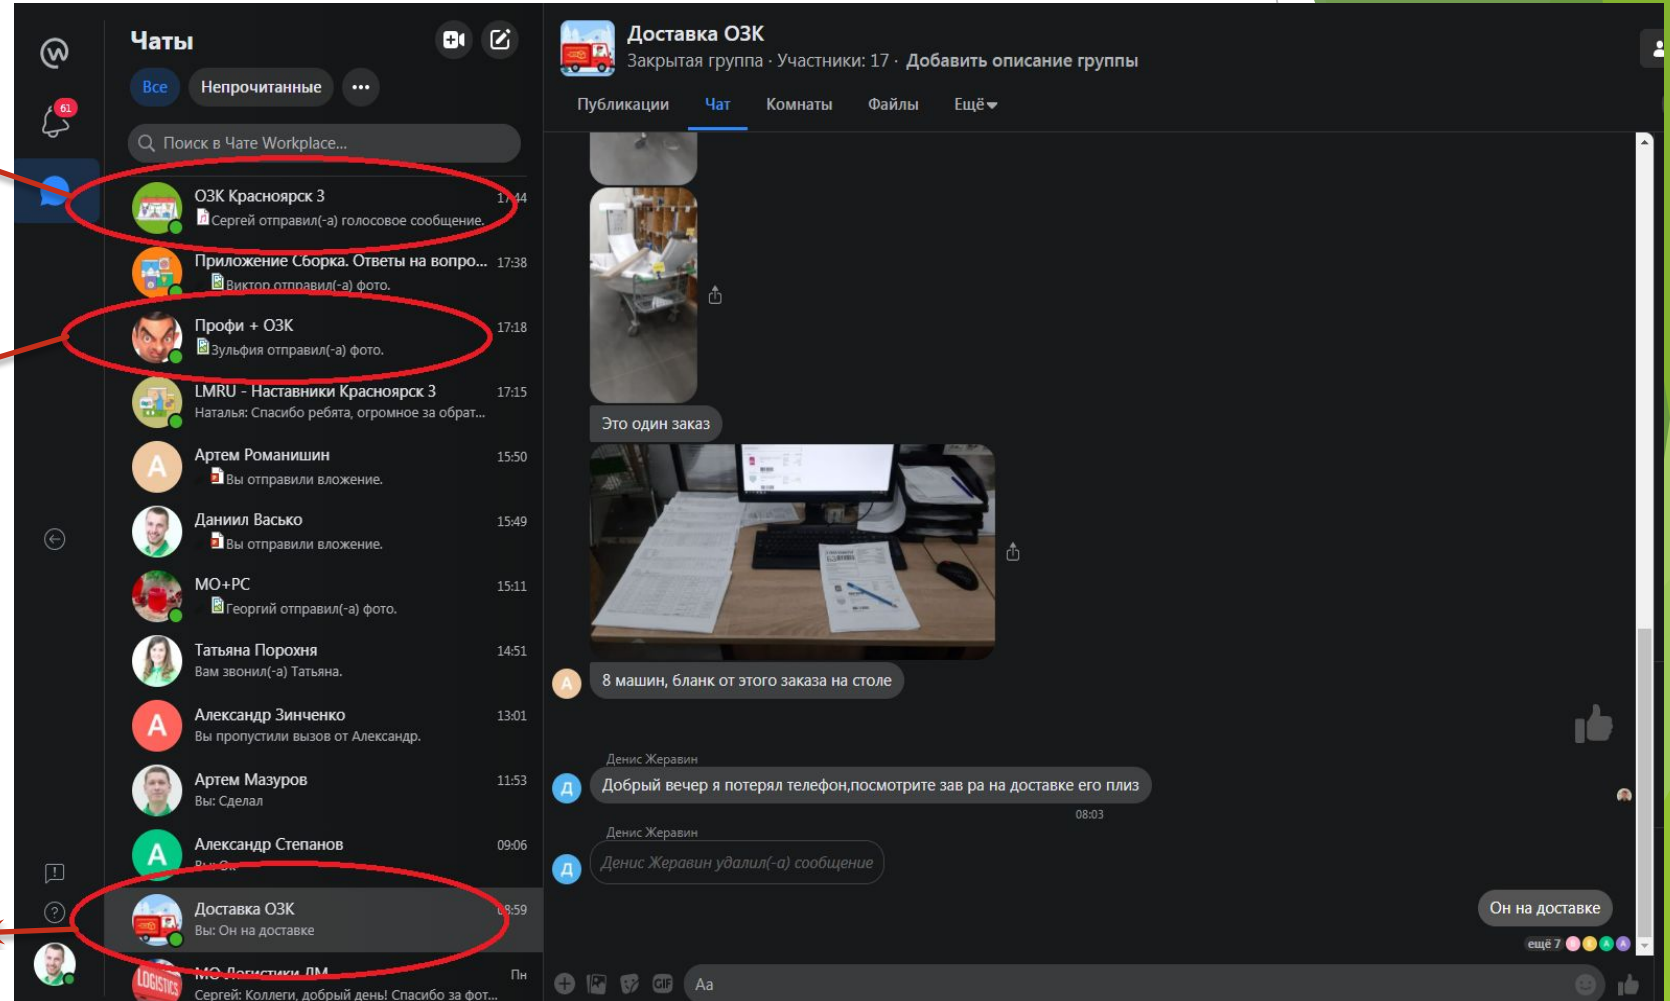 Чаты
Все
Непрочитанные
Поиск в Чате Workplace...
61
ОЗК Красноярск 3
17:44
Сергей отправил(-а) голосовое сообщение.
Приложение Сборка. Ответы на вопро...
17:38
Виктор отправил(-а) фото.
Профи + ОЗК
17:18
Зульфия отправил(-а) фото.
LMRU - Наставники Красноярск 3
17:15
Наталья: Спасибо ребята, огромное за обрат...
А
Артем Романишин
15:50
Вы отправили вложение.
Даниил Васько
15:49
Вы отправили вложение.
МО+РС
15:11
Георгий отправил(-а) фото.
Татьяна Порохня
14:51
Вам звонил(-а) Татьяна.
А
Александр Зинченко
13:01
Вы пропустили вызов от Александр.
Артем Мазуров
11:53
Вы: Сделал
А
Александр Степанов
09:06
Доставка ОЗК
08:59
Вы: Он на доставке
LOGISTICS
МО Логистики ЛМ
Пн
Сергей: Коллеги, добрый день! Спасибо за фот...
Доставка ОЗК
Закрытая группа · Участники: 17 · Добавить описание группы
Публикации
Чат
Комнаты
Файлы
Ещё
Это один заказ
А
8 машин, бланк от этого заказа на столе
Денис Жеравин
Д
Добрый вечер я потерял телефон,посмотрите зав ра на доставке его плиз
08:03
Денис Жеравин
Д
Денис Жеравин удалил(-а) сообщение
Он на доставке
ещё 7
GIF
Aa